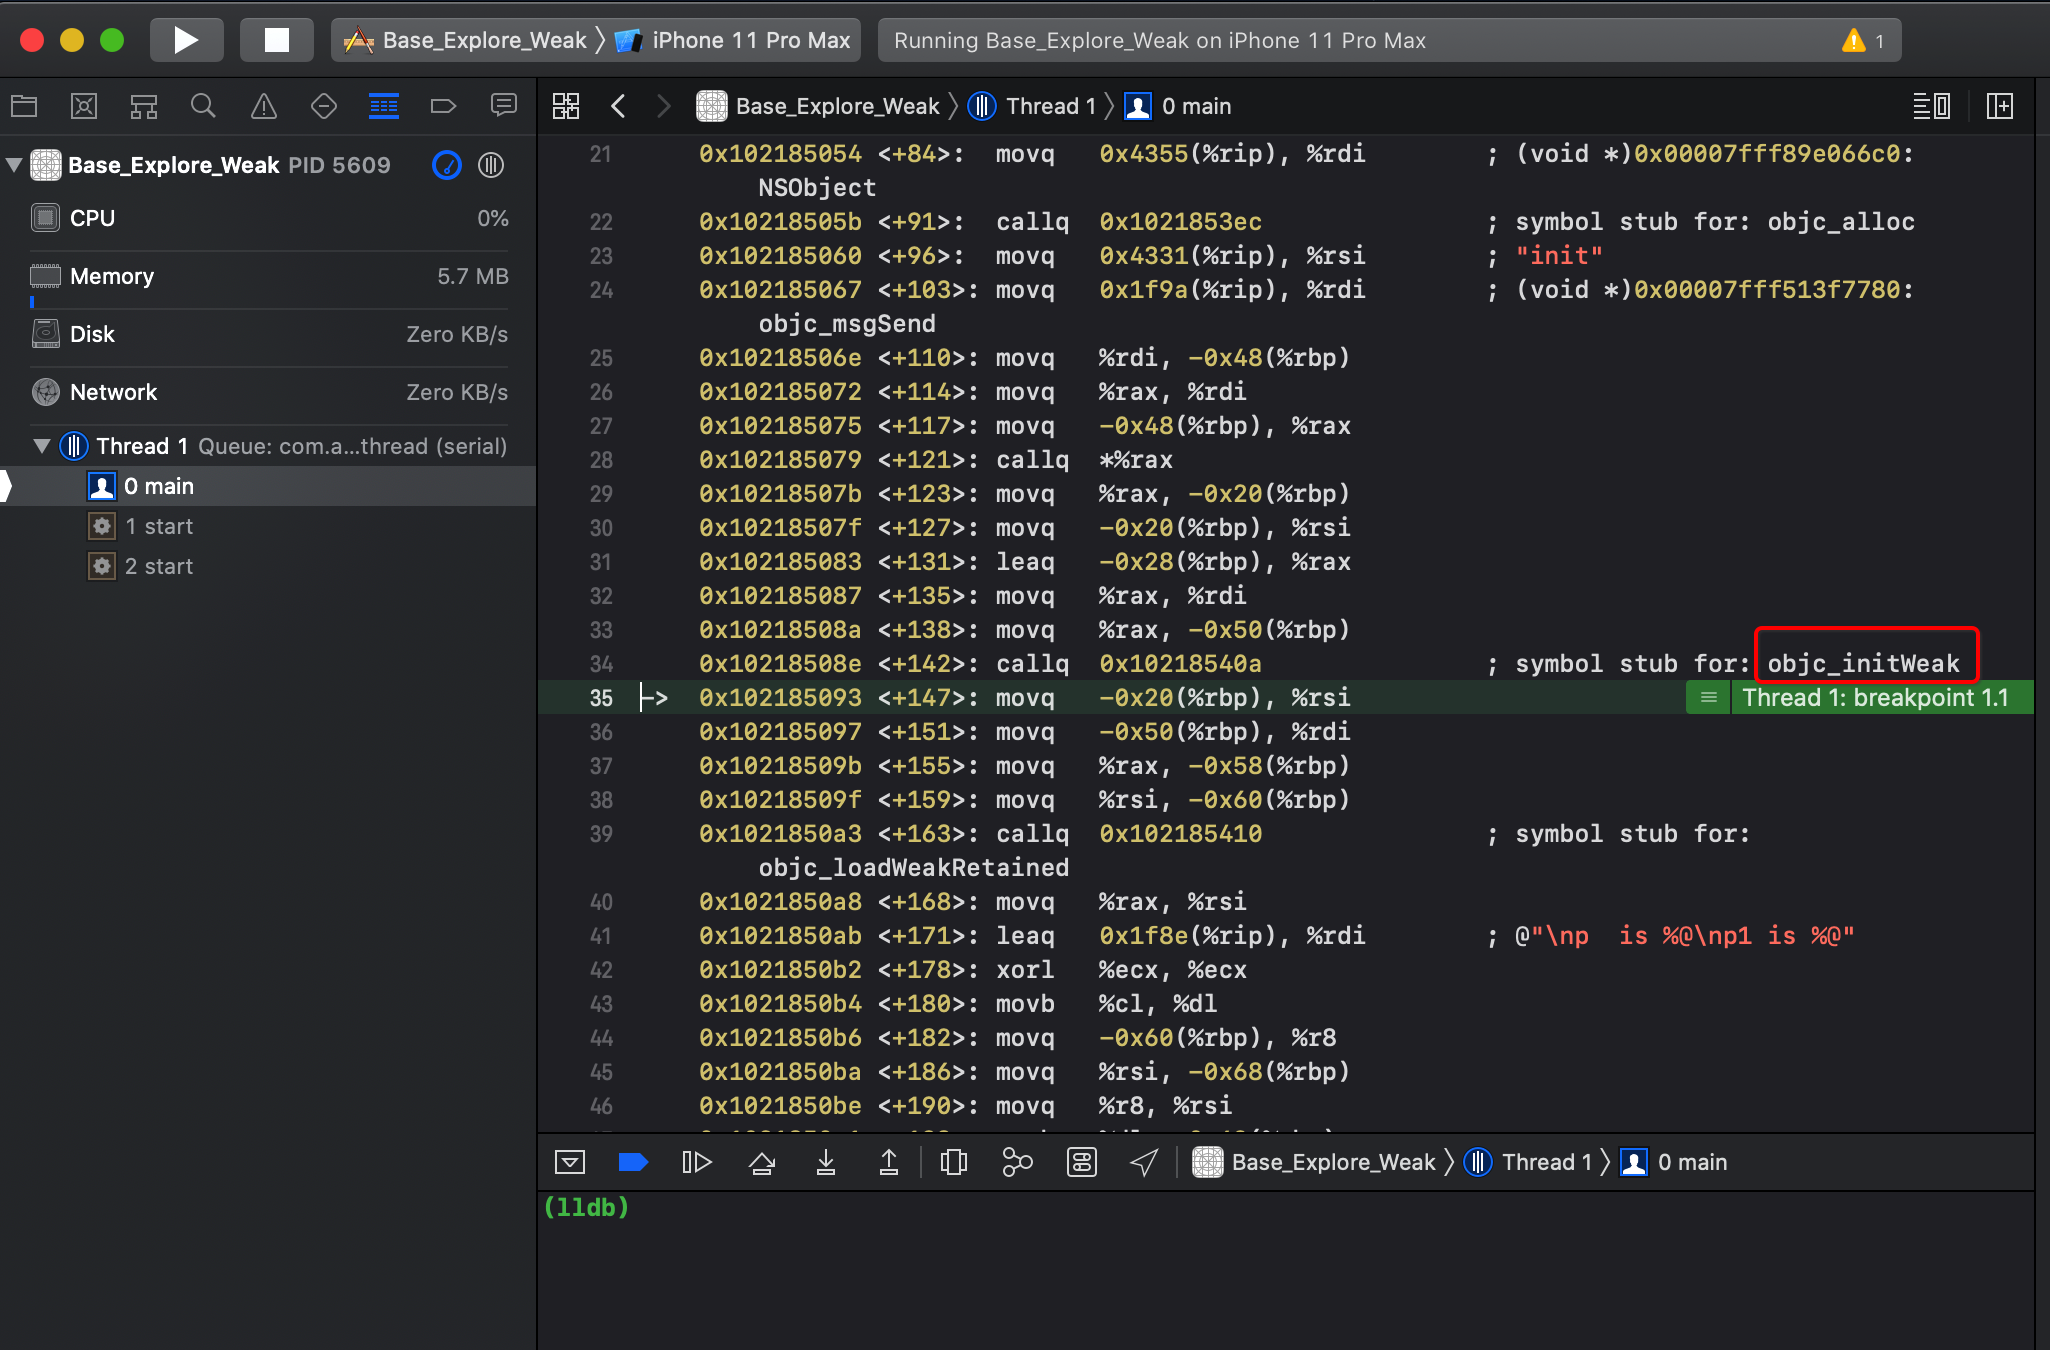 Base_Explore_Weak 〉 iPhone 11 Pro Max
Running Base_Explore_Weak on iPhone 11 Pro Max
1
Base_Explore_Weak 〉 Thread 1 〉 0 main
Base_Explore_Weak PID 5609
CPU 0%
Memory 5.7 MB
Disk Zero KB/s
Network Zero KB/s
Thread 1 Queue: com.a...thread (serial)
0 main
1 start
2 start
21 0x102185054 <+84>: movq 0x4355(%rip), %rdi ; (void *)0x00007fff89e066c0:
NSObject
22 0x10218505b <+91>: callq 0x1021853ec ; symbol stub for: objc_alloc
23 0x102185060 <+96>: movq 0x4331(%rip), %rsi ; "init"
24 0x102185067 <+103>: movq 0x1f9a(%rip), %rdi ; (void *)0x00007fff513f7780:
objc_msgSend
25 0x10218506e <+110>: movq %rdi, -0x48(%rbp)
26 0x102185072 <+114>: movq %rax, %rdi
27 0x102185075 <+117>: movq -0x48(%rbp), %rax
28 0x102185079 <+121>: callq *%rax
29 0x10218507b <+123>: movq %rax, -0x20(%rbp)
30 0x10218507f <+127>: movq -0x20(%rbp), %rsi
31 0x102185083 <+131>: leaq -0x28(%rbp), %rax
32 0x102185087 <+135>: movq %rax, %rdi
33 0x10218508a <+138>: movq %rax, -0x50(%rbp)
34 0x10218508e <+142>: callq 0x10218540a ; symbol stub for: objc_initWeak
35 -> 0x102185093 <+147>: movq -0x20(%rbp), %rsi Thread 1: breakpoint 1.1
36 0x102185097 <+151>: movq -0x50(%rbp), %rdi
37 0x10218509b <+155>: movq %rax, -0x58(%rbp)
38 0x10218509f <+159>: movq %rsi, -0x60(%rbp)
39 0x1021850a3 <+163>: callq 0x102185410 ; symbol stub for:
objc_loadWeakRetained
40 0x1021850a8 <+168>: movq %rax, %rsi
41 0x1021850ab <+171>: leaq 0x1f8e(%rip), %rdi ; @"\np  is %@\np1 is %@"
42 0x1021850b2 <+178>: xorl %ecx, %ecx
43 0x1021850b4 <+180>: movb %cl, %dl
44 0x1021850b6 <+182>: movq -0x60(%rbp), %r8
45 0x1021850ba <+186>: movq %rsi, -0x68(%rbp)
46 0x1021850be <+190>: movq %r8, %rsi
Base_Explore_Weak 〉 Thread 1 〉 0 main
(lldb)